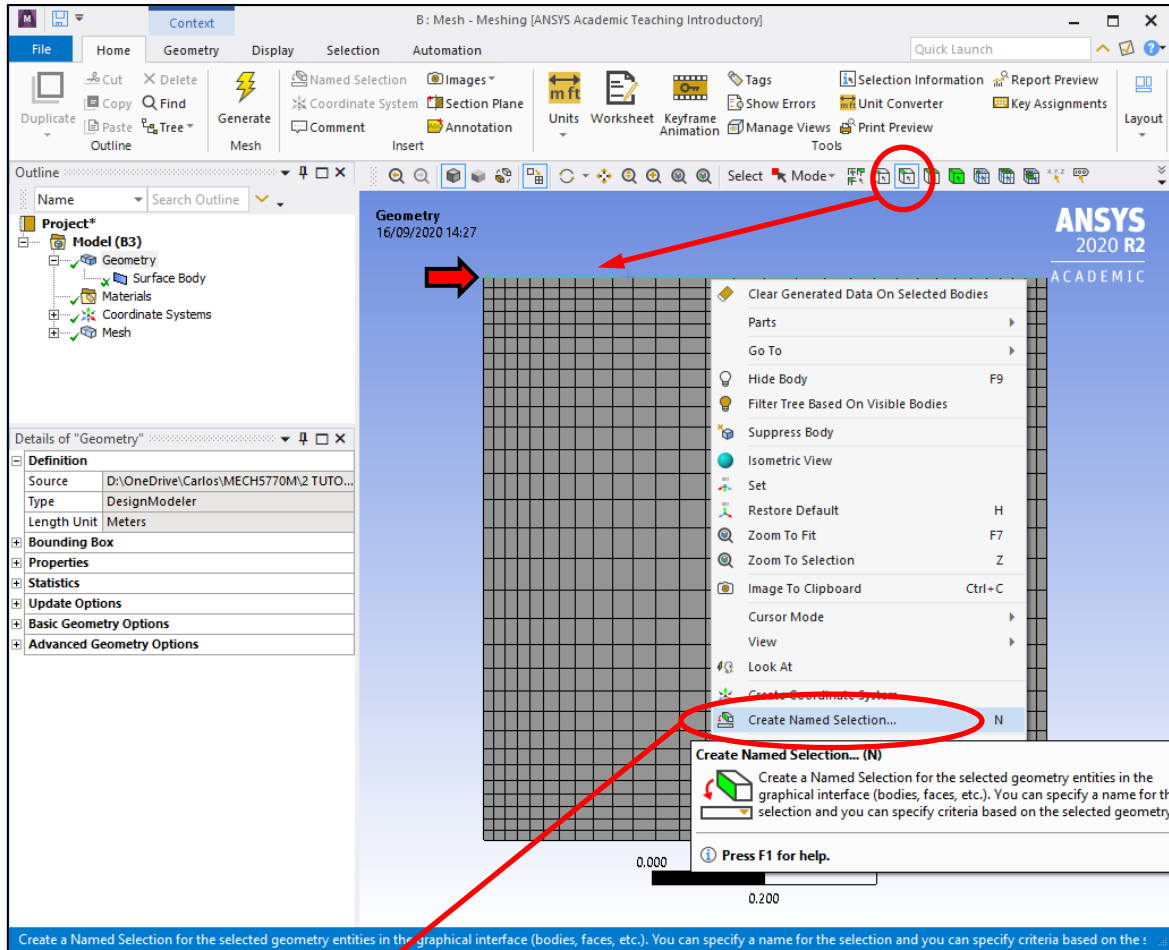 Context
B : Mesh - Meshing [ANSYS Academic Teaching Introductory]
File Home Geometry Display Selection Automation
Quick Launch
Duplicate
Cut
Copy
Paste
Delete
Find
Tree
Outline
Generate
Mesh
Named Selection
Coordinate System
Comment
Images
Section Plane
Annotation
Insert
m ft
Units
Worksheet
Keyframe
Animation
Tags
Show Errors
Manage Views
Selection Information
Unit Converter
Print Preview
Report Preview
Key Assignments
Tools
Layout
Outline
Name
Search Outline
Select Mode
Project*
Model (B3)
Geometry
Surface Body
Materials
Coordinate Systems
Mesh
Geometry
16/09/2020 14:27
ANSYS
2020 R2
ACADEMIC
Clear Generated Data On Selected Bodies
Parts
Go To
Hide Body F9
Filter Tree Based On Visible Bodies
Suppress Body
Isometric View
Set
Restore Default H
Zoom To Fit F7
Zoom To Selection Z
Image To Clipboard Ctrl+C
Cursor Mode
View
Look At
Create Coordinate System
Create Named Selection... N
Details of "Geometry"
Definition
Source D:\OneDrive\Carlos\MECH5770M\2 TUTO...
Type DesignModeler
Length Unit Meters
Bounding Box
Properties
Statistics
Update Options
Basic Geometry Options
Advanced Geometry Options
Create Named Selection... (N)
Create a Named Selection for the selected geometry entities in the
graphical interface (bodies, faces, etc.). You can specify a name for th
selection and you can specify criteria based on the selected geometry
Press F1 for help.
0.000
0.200
Create a Named Selection for the selected geometry entities in the graphical interface (bodies, faces, etc.). You can specify a name for the selection and you can specify criteria based on the s